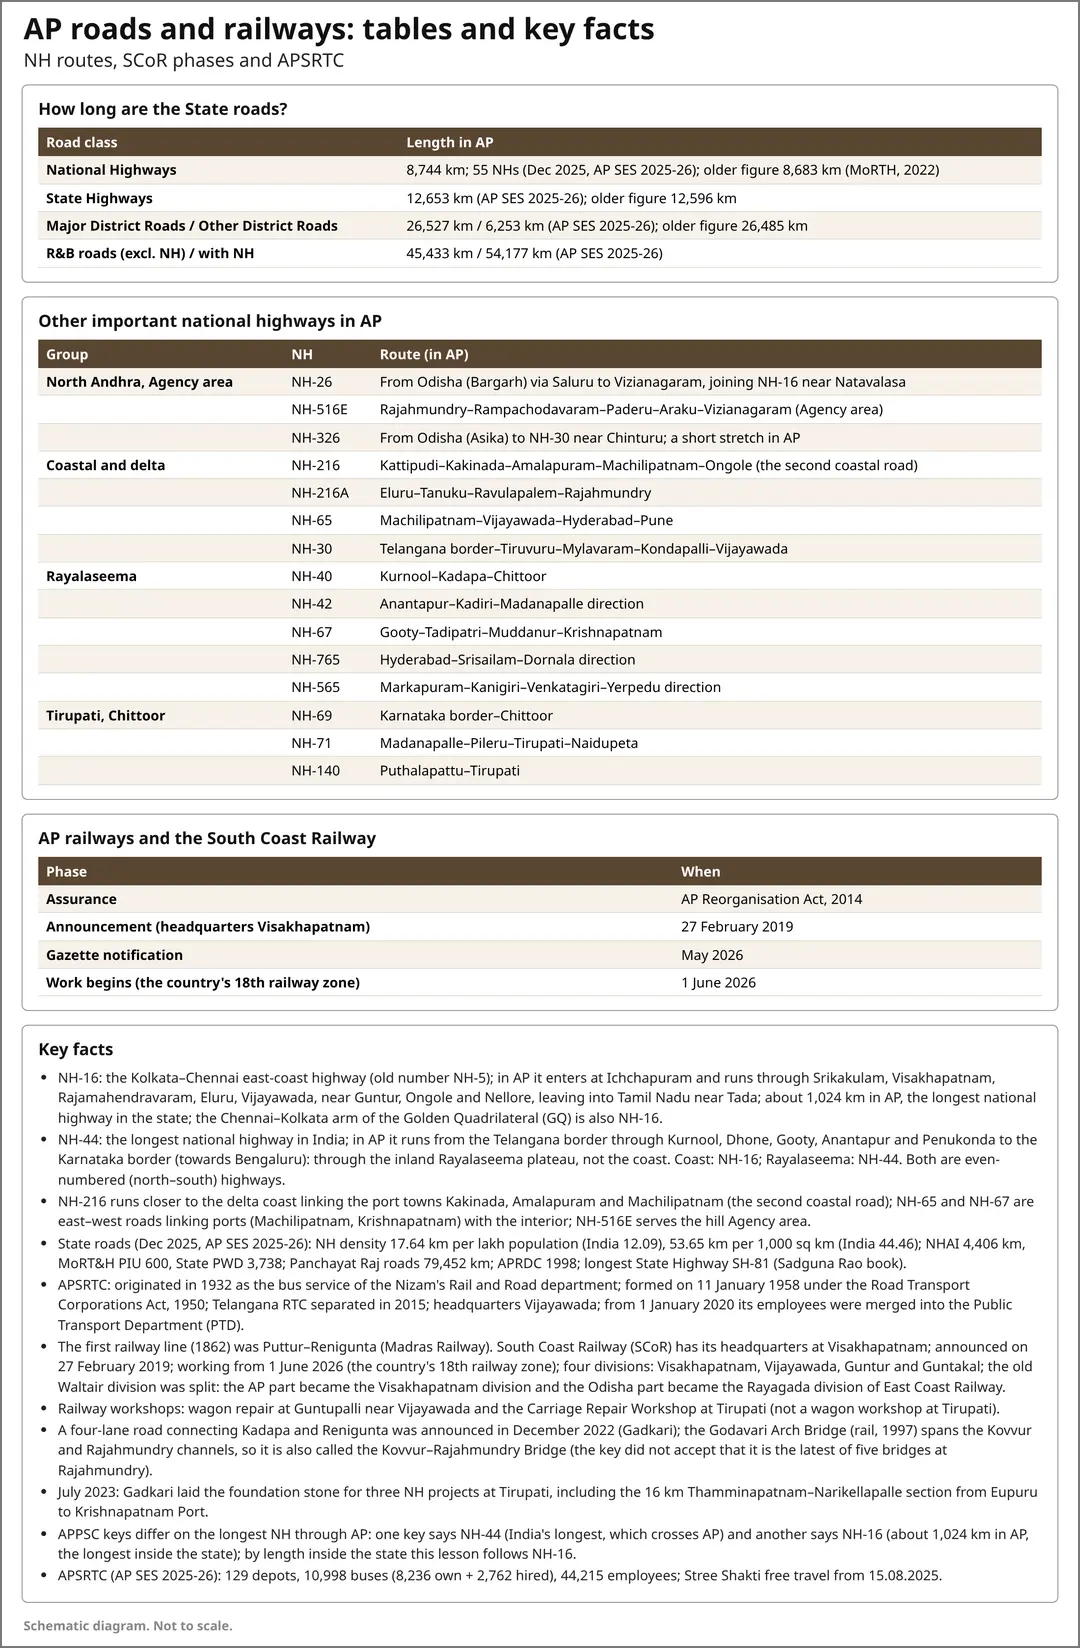 AP roads and railways: tables and key facts
NH routes, SCoR phases and APSRTC
How long are the State roads?
Road class Length in AP
National Highways 8,744 km; 55 NHs (Dec 2025, AP SES 2025-26); older figure 8,683 km (MoRTH, 2022)
State Highways 12,653 km (AP SES 2025-26); older figure 12,596 km
Major District Roads / Other District Roads 26,527 km / 6,253 km (AP SES 2025-26); older figure 26,485 km
R&B roads (excl. NH) / with NH 45,433 km / 54,177 km (AP SES 2025-26)
Other important national highways in AP
Group NH Route (in AP)
North Andhra, Agency area NH-26 From Odisha (Bargarh) via Saluru to Vizianagaram, joining NH-16 near Natavalasa
NH-516E Rajahmundry–Rampachodavaram–Paderu–Araku–Vizianagaram (Agency area)
NH-326 From Odisha (Asika) to NH-30 near Chinturu; a short stretch in AP
Coastal and delta NH-216 Kattipudi–Kakinada–Amalapuram–Machilipatnam–Ongole (the second coastal road)
NH-216A Eluru–Tanuku–Ravulapalem–Rajahmundry
NH-65 Machilipatnam–Vijayawada–Hyderabad–Pune
NH-30 Telangana border–Tiruvuru–Mylavaram–Kondapalli–Vijayawada
Rayalaseema NH-40 Kurnool–Kadapa–Chittoor
NH-42 Anantapur–Kadiri–Madanapalle direction
NH-67 Gooty–Tadipatri–Muddanur–Krishnapatnam
NH-765 Hyderabad–Srisailam–Dornala direction
NH-565 Markapuram–Kanigiri–Venkatagiri–Yerpedu direction
Tirupati, Chittoor NH-69 Karnataka border–Chittoor
NH-71 Madanapalle–Pileru–Tirupati–Naidupeta
NH-140 Puthalapattu–Tirupati
AP railways and the South Coast Railway
Phase When
Assurance AP Reorganisation Act, 2014
Announcement (headquarters Visakhapatnam) 27 February 2019
Gazette notification May 2026
Work begins (the country's 18th railway zone) 1 June 2026
Key facts
• NH-16: the Kolkata–Chennai east-coast highway (old number NH-5); in AP it enters at Ichchapuram and runs through Srikakulam, Visakhapatnam,
Rajamahendravaram, Eluru, Vijayawada, near Guntur, Ongole and Nellore, leaving into Tamil Nadu near Tada; about 1,024 km in AP, the longest national
highway in the state; the Chennai–Kolkata arm of the Golden Quadrilateral (GQ) is also NH-16.
• NH-44: the longest national highway in India; in AP it runs from the Telangana border through Kurnool, Dhone, Gooty, Anantapur and Penukonda to the
Karnataka border (towards Bengaluru): through the inland Rayalaseema plateau, not the coast. Coast: NH-16; Rayalaseema: NH-44. Both are even-
numbered (north–south) highways.
• NH-216 runs closer to the delta coast linking the port towns Kakinada, Amalapuram and Machilipatnam (the second coastal road); NH-65 and NH-67 are
east–west roads linking ports (Machilipatnam, Krishnapatnam) with the interior; NH-516E serves the hill Agency area.
• State roads (Dec 2025, AP SES 2025-26): NH density 17.64 km per lakh population (India 12.09), 53.65 km per 1,000 sq km (India 44.46); NHAI 4,406 km,
MoRT&H PIU 600, State PWD 3,738; Panchayat Raj roads 79,452 km; APRDC 1998; longest State Highway SH-81 (Sadguna Rao book).
• APSRTC: originated in 1932 as the bus service of the Nizam's Rail and Road department; formed on 11 January 1958 under the Road Transport
Corporations Act, 1950; Telangana RTC separated in 2015; headquarters Vijayawada; from 1 January 2020 its employees were merged into the Public
Transport Department (PTD).
• The first railway line (1862) was Puttur–Renigunta (Madras Railway). South Coast Railway (SCoR) has its headquarters at Visakhapatnam; announced on
27 February 2019; working from 1 June 2026 (the country's 18th railway zone); four divisions: Visakhapatnam, Vijayawada, Guntur and Guntakal; the old
Waltair division was split: the AP part became the Visakhapatnam division and the Odisha part became the Rayagada division of East Coast Railway.
• Railway workshops: wagon repair at Guntupalli near Vijayawada and the Carriage Repair Workshop at Tirupati (not a wagon workshop at Tirupati).
• A four-lane road connecting Kadapa and Renigunta was announced in December 2022 (Gadkari); the Godavari Arch Bridge (rail, 1997) spans the Kovvur
and Rajahmundry channels, so it is also called the Kovvur–Rajahmundry Bridge (the key did not accept that it is the latest of five bridges at
Rajahmundry).
• July 2023: Gadkari laid the foundation stone for three NH projects at Tirupati, including the 16 km Thamminapatnam–Narikellapalle section from Eupuru
to Krishnapatnam Port.
• APPSC keys differ on the longest NH through AP: one key says NH-44 (India's longest, which crosses AP) and another says NH-16 (about 1,024 km in AP,
the longest inside the state); by length inside the state this lesson follows NH-16.
• APSRTC (AP SES 2025-26): 129 depots, 10,998 buses (8,236 own + 2,762 hired), 44,215 employees; Stree Shakti free travel from 15.08.2025.
Schematic diagram. Not to scale.